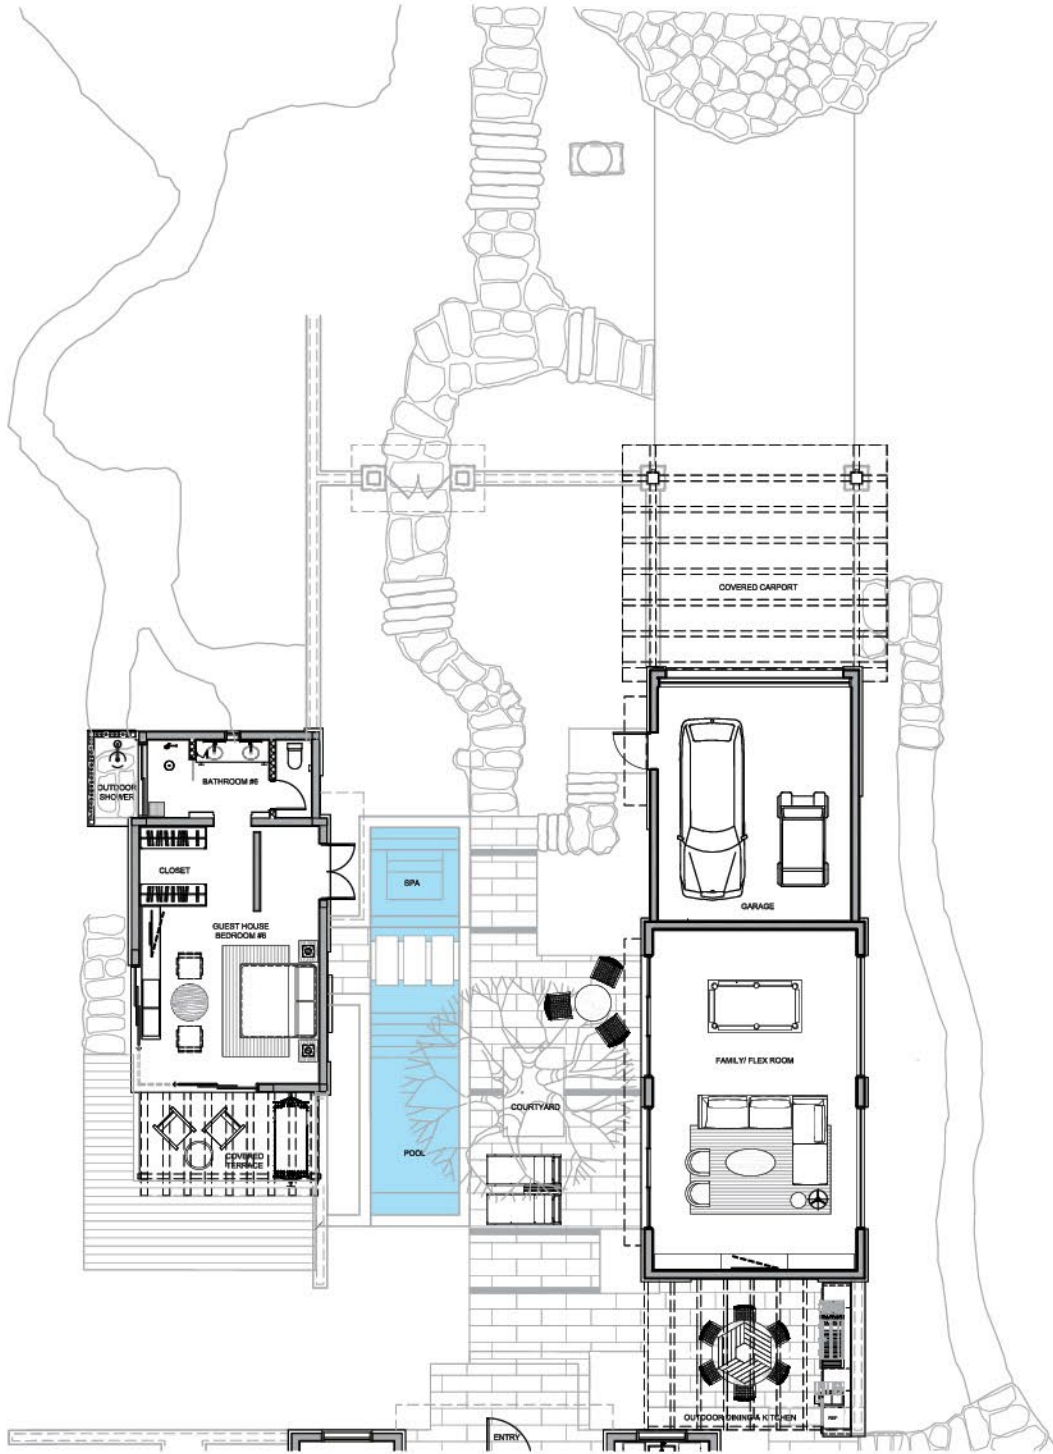 COVERED CARPORT
OUTDOOR
SHOWER
BATHROOM #6
CLOSET
SPA
GARAGE
GUEST HOUSE
BEDROOM #6
FAMILY/ FLEX ROOM
COURTYARD
POOL
COVERED
TERRACE
OUTDOOR DINING & KITCHEN
REF
ENTRY